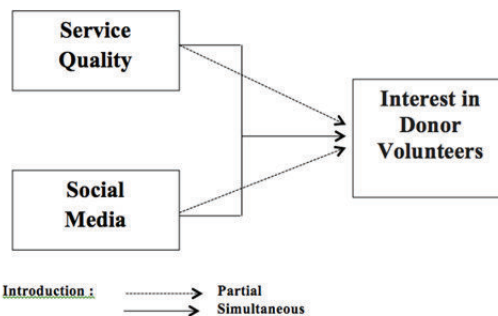 Service
Quality
Interest in
Donor
Volunteers
Social
Media
Introduction : Partial
Simultaneous